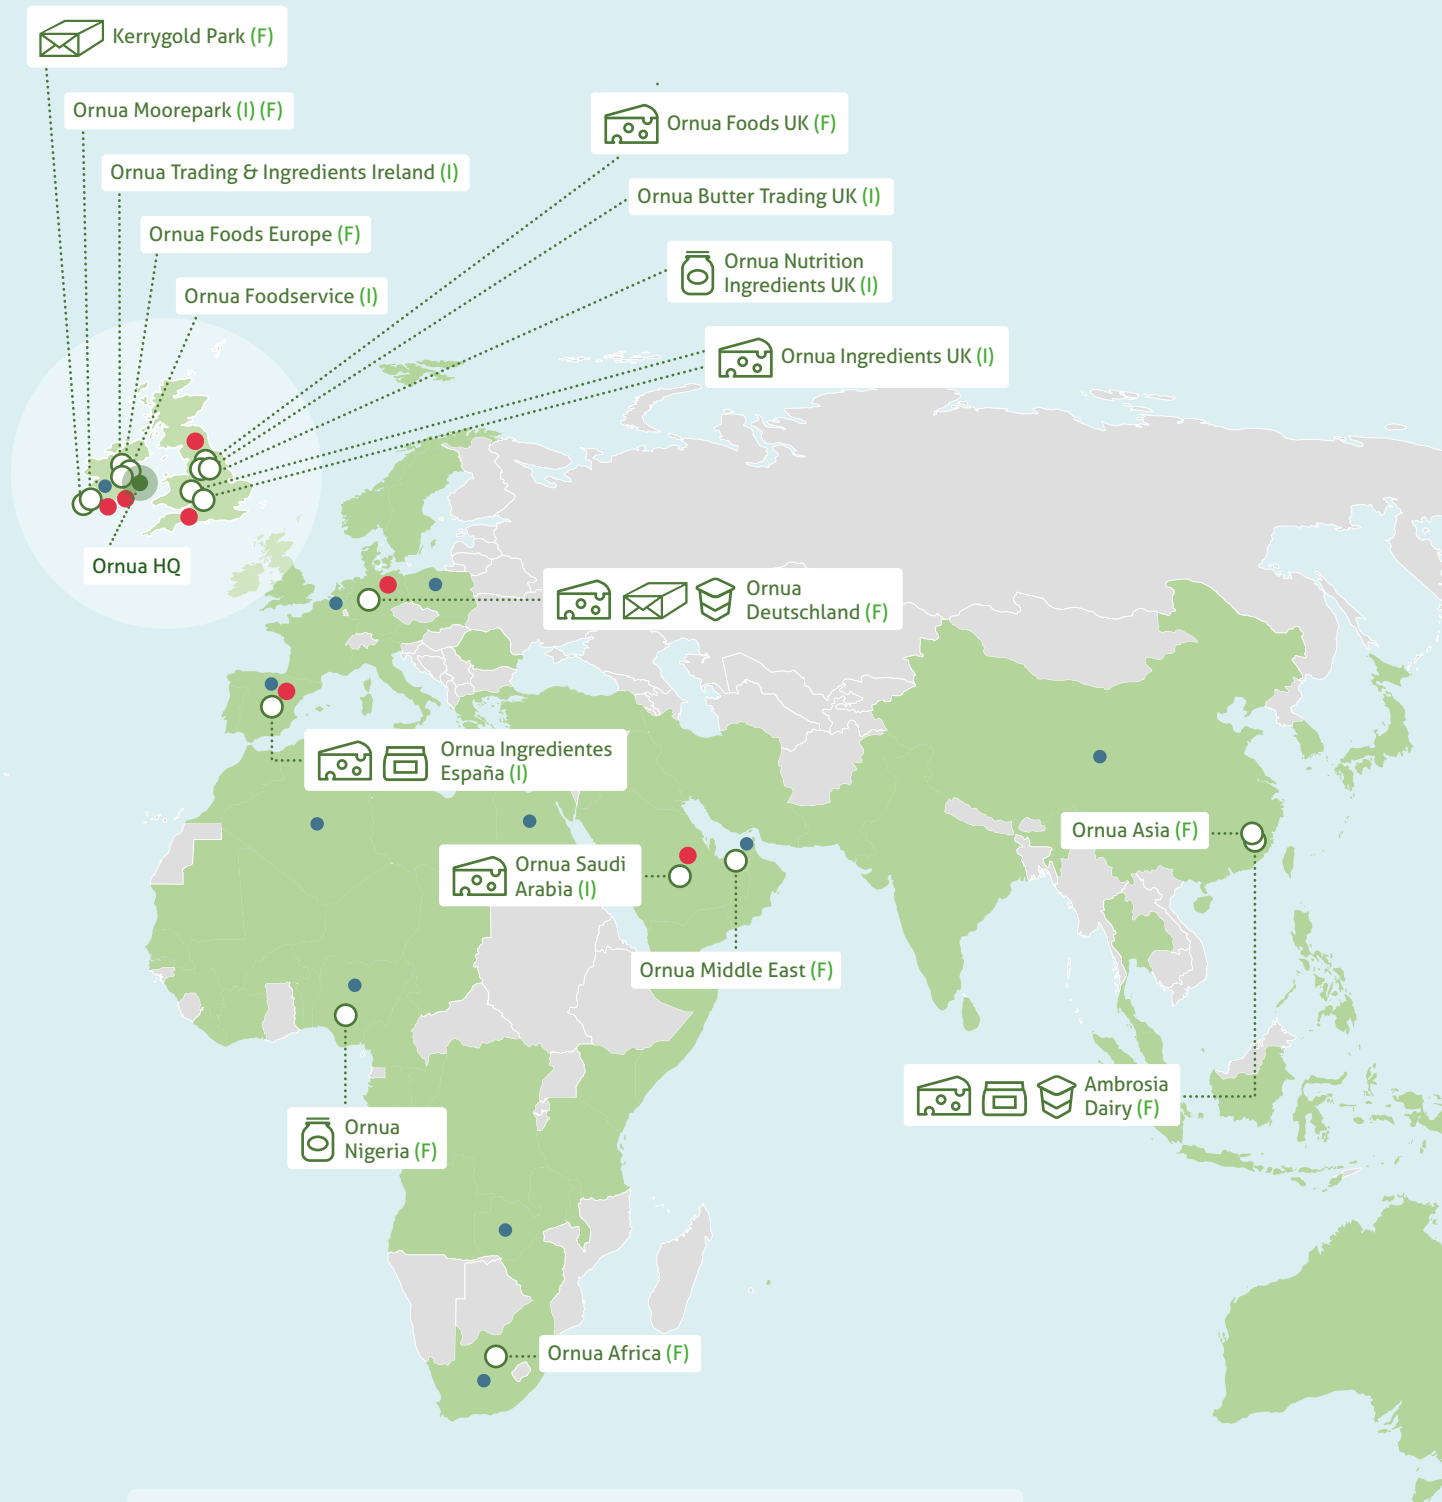 Kerrygold Park (F)
Ornua Moorepark (I) (F)
Ornua Trading & Ingredients Ireland (I)
Ornua Foods Europe (F)
Ornua Foodservice (I)
Ornua HQ
Ornua Foods UK (F)
Ornua Butter Trading UK (I)
Ornua Nutrition
Ingredients UK (I)
Ornua Ingredients UK (I)
Ornua
Deutschland (F)
Ornua Ingredientes
España (I)
Ornua Saudi
Arabia (I)
Ornua Middle East (F)
Ornua Asia (F)
Ambrosia
Dairy (F)
Ornua
Nigeria (F)
Ornua Africa (F)